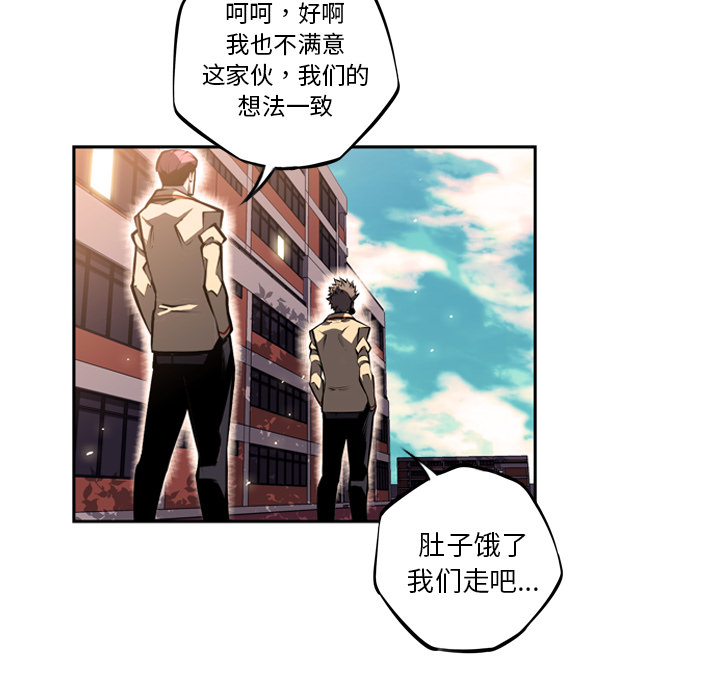 呵呵，好啊
我也不满意
这家伙，我们的
想法一致
肚子饿了
我们走吧...